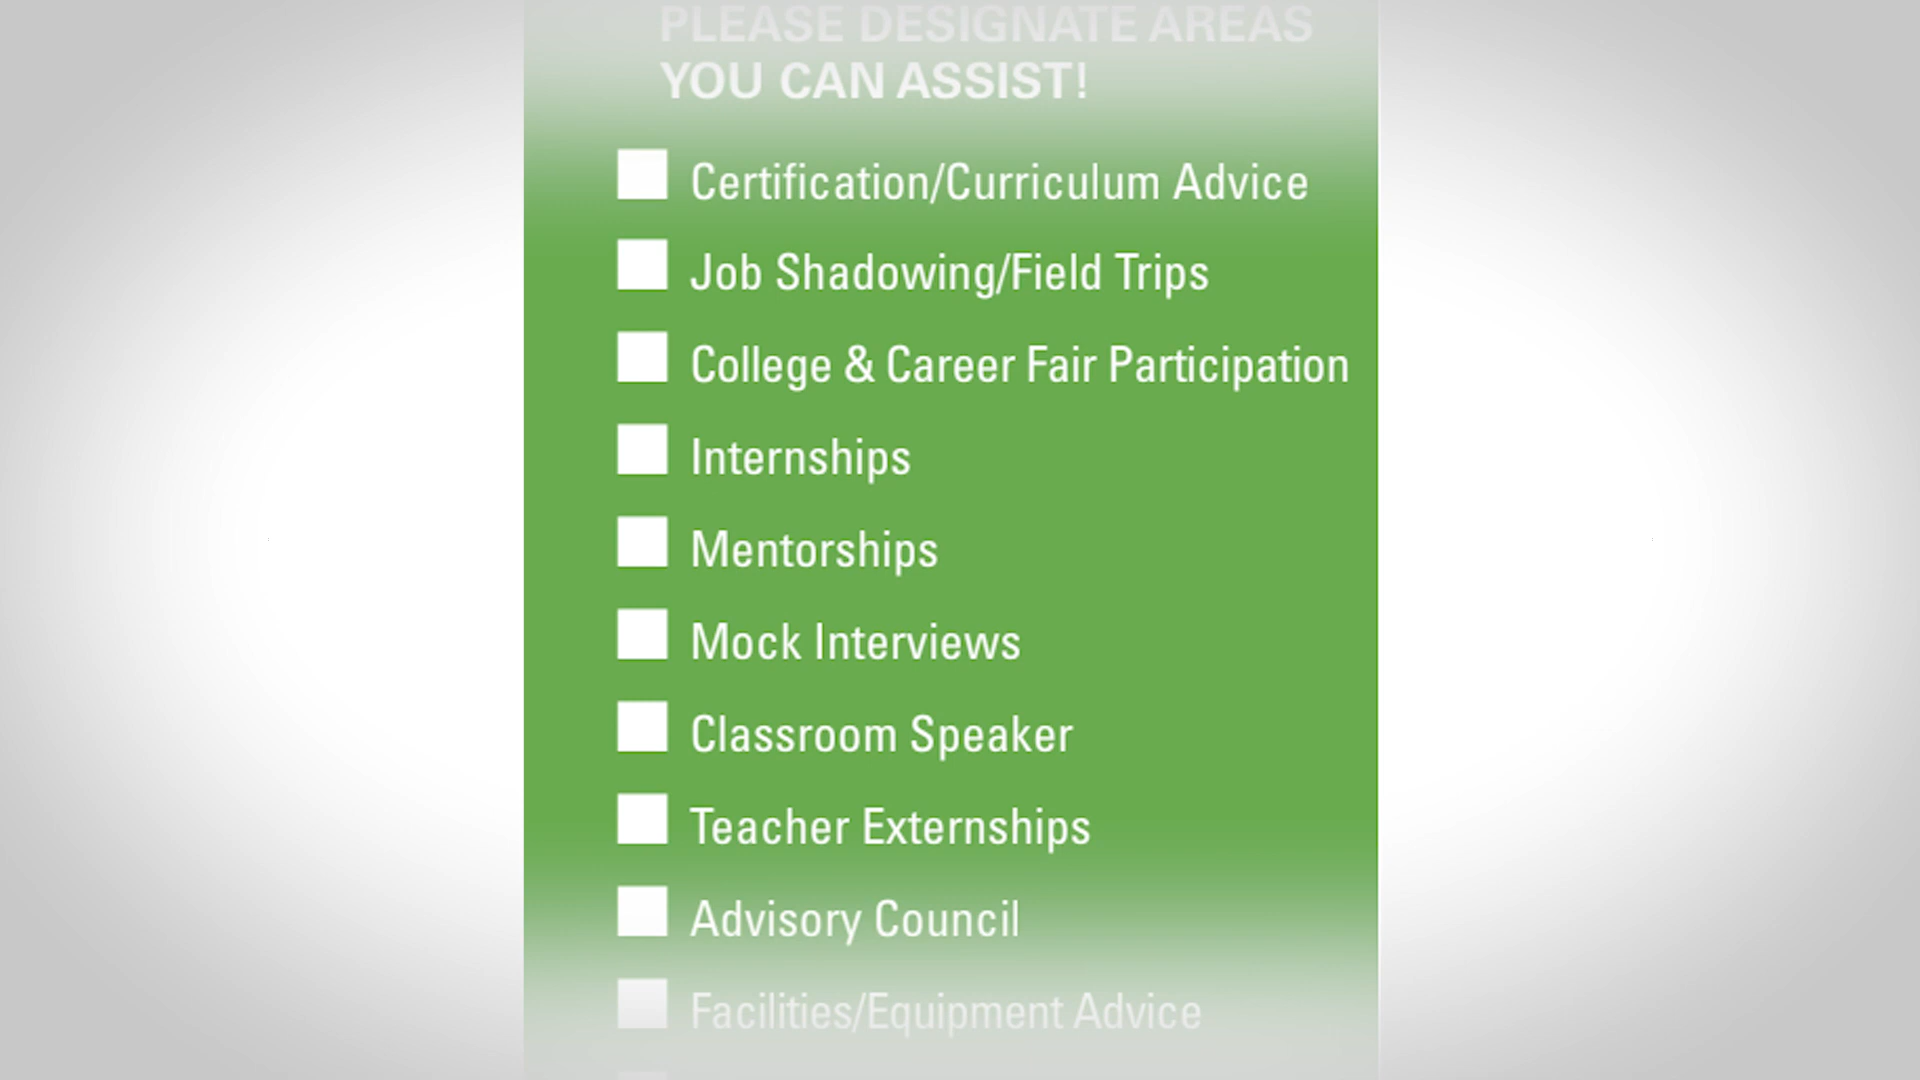 PLEASE DESIGNATE AREAS
YOU CAN ASSIST!
Certification/Curriculum Advice
Job Shadowing/Field Trips
College & Career Fair Participation
Internships
Mentorships
Mock Interviews
Classroom Speaker
Teacher Externships
Advisory Council
Facilities/Equipment Advice